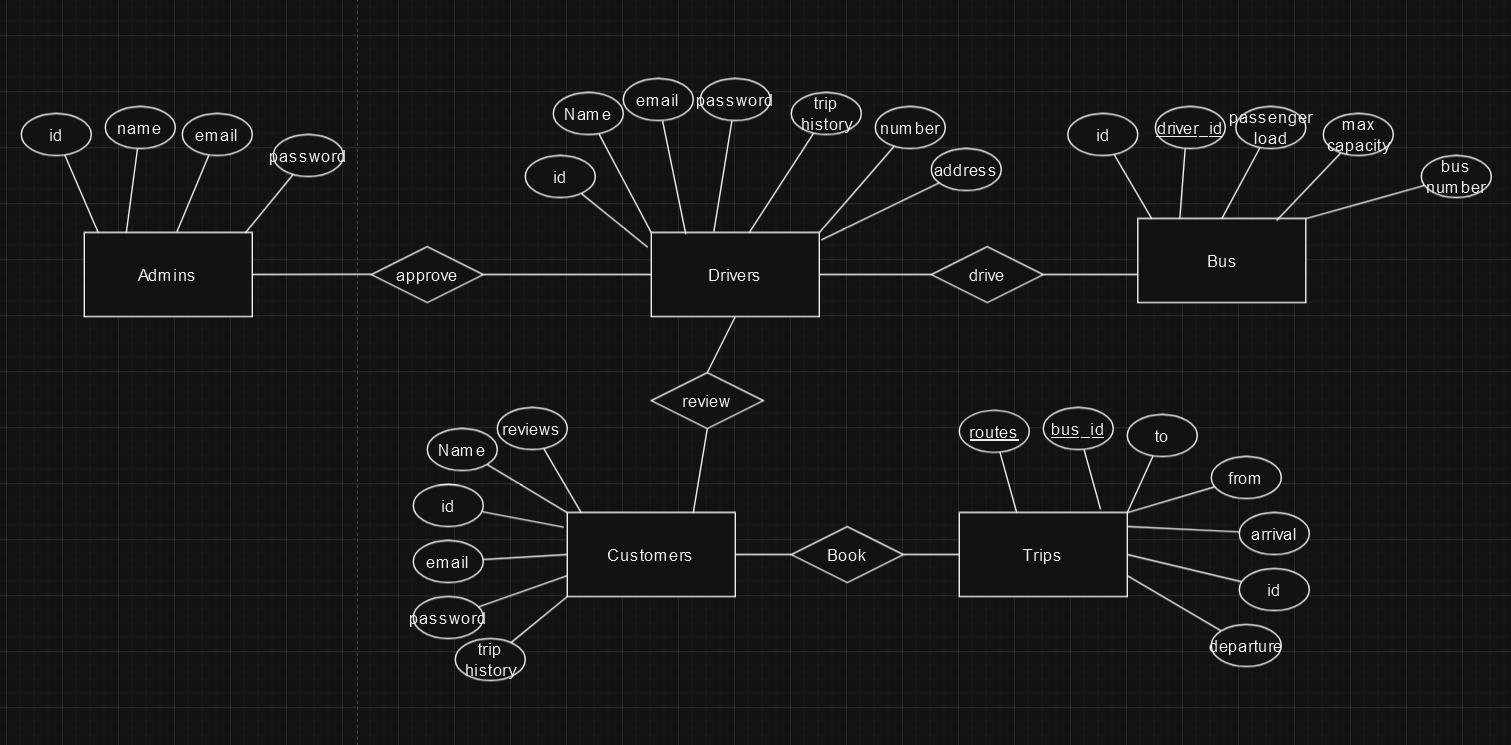 id
name
email
password
Admins
approve
id
Name
email
password
trip
history
number
address
Drivers
drive
id
driver_id
passenger
load
max
capacity
bus
number
Bus
review
reviews
Name
id
email
password
trip
history
Customers
Book
routes
bus_id
to
from
arrival
id
departure
Trips